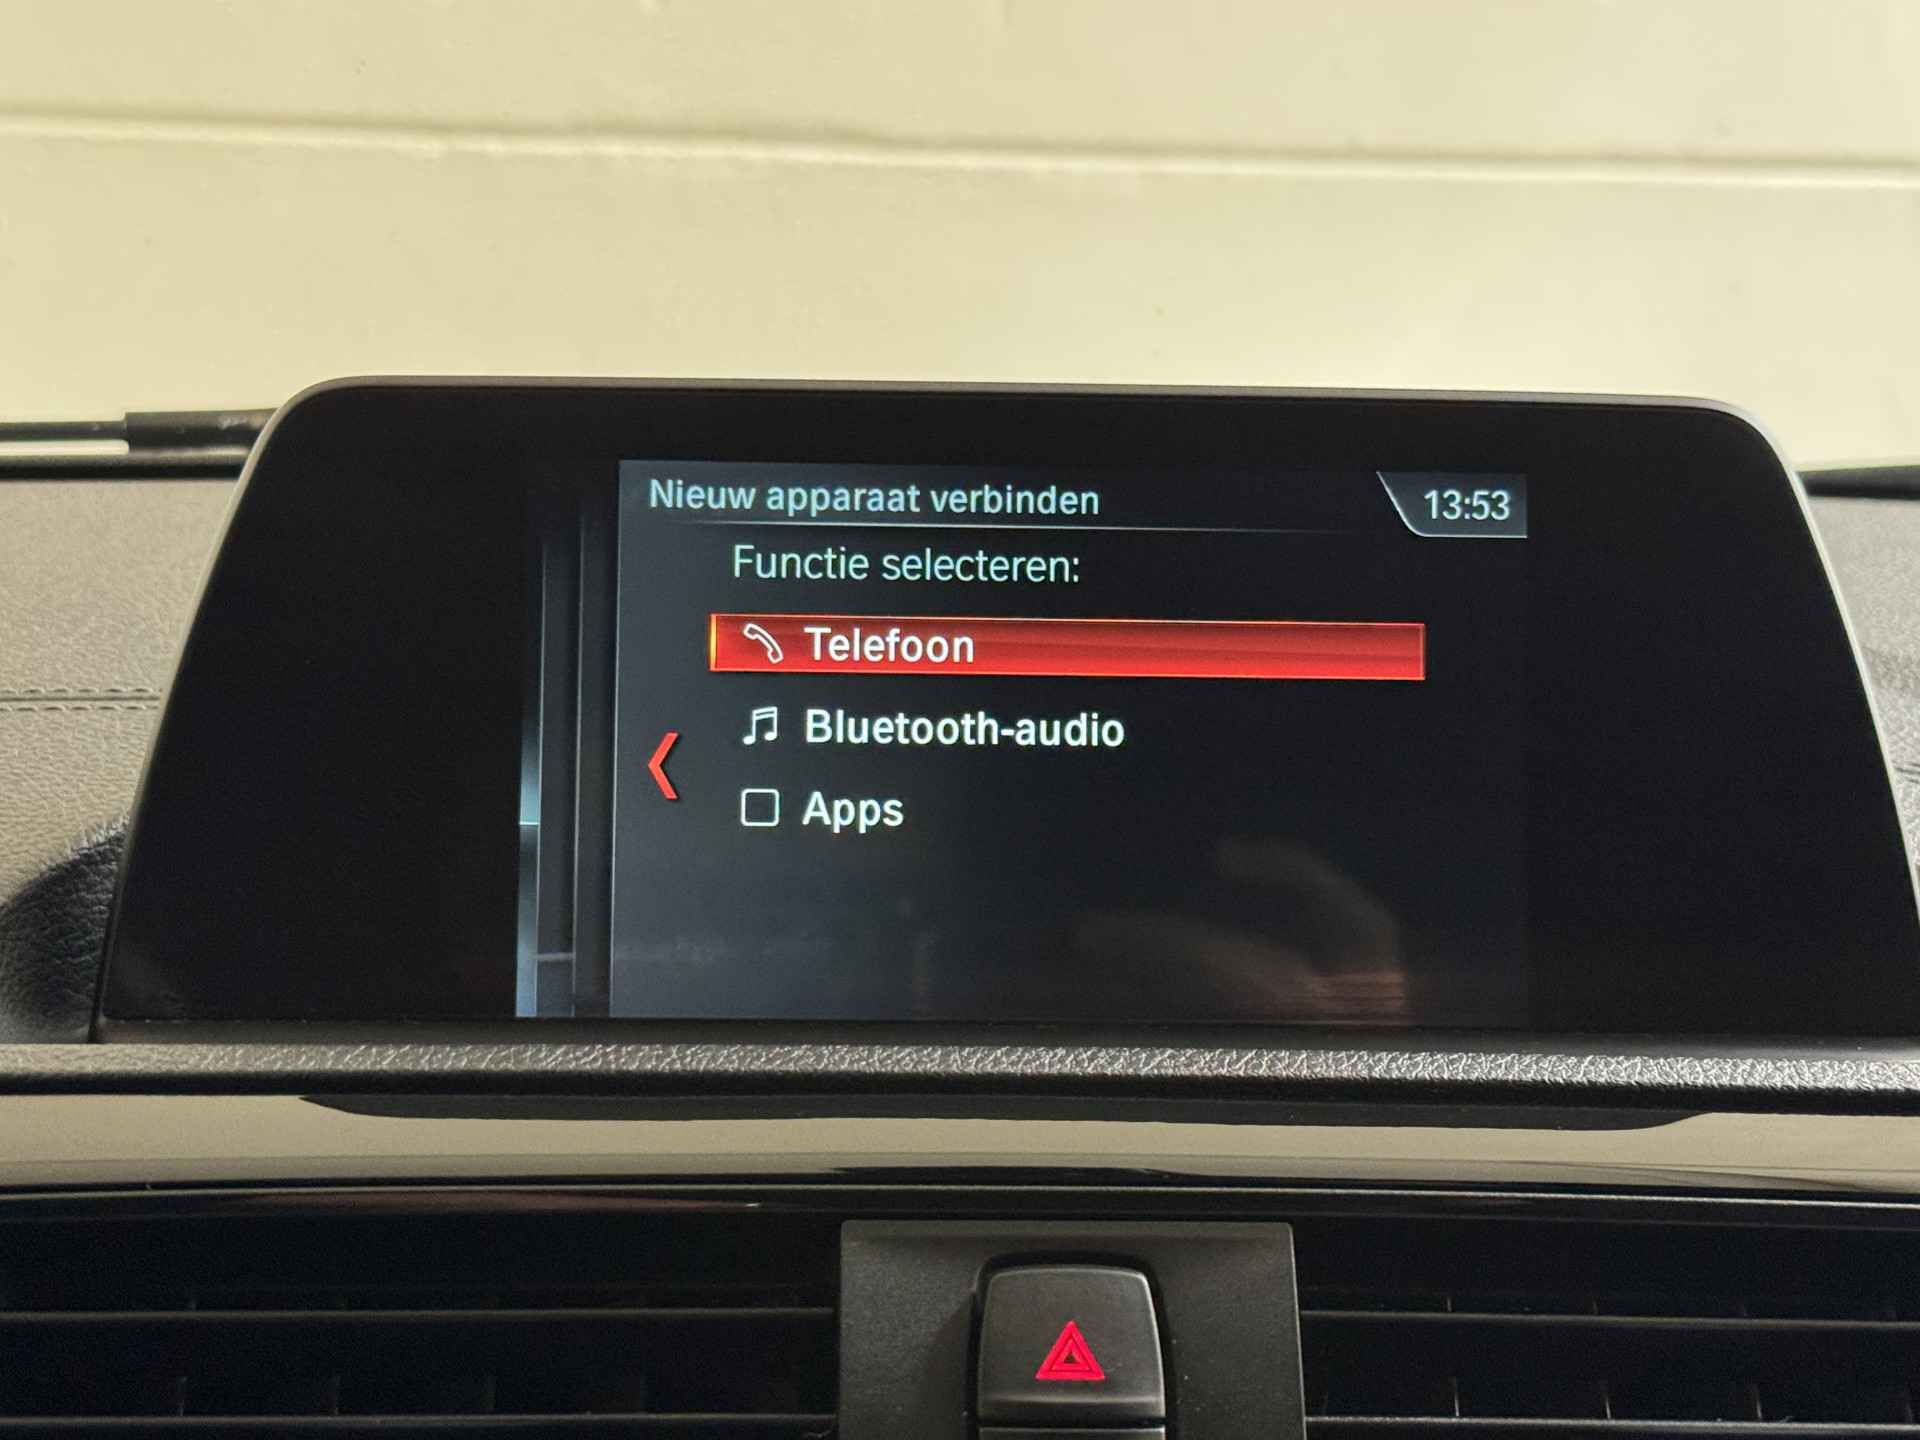 Nieuw apparaat verbinden
13:53
Functie selecteren:
Telefoon
Bluetooth-audio
Apps